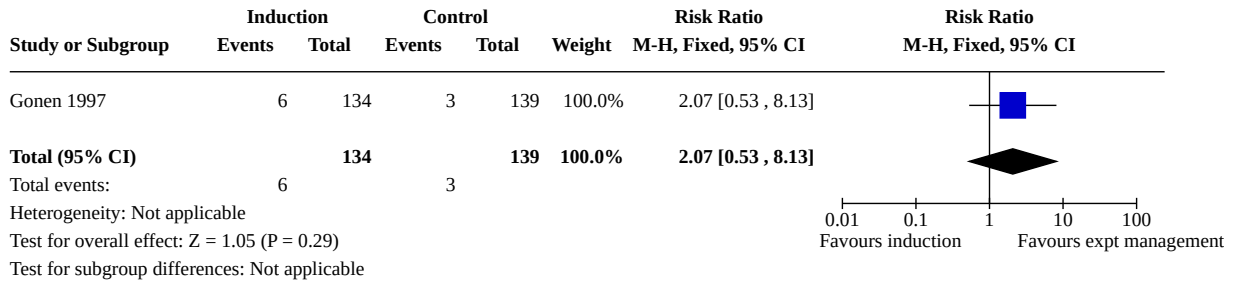 Induction Control Risk Ratio Risk Ratio
Study or Subgroup Events Total Events Total Weight M-H, Fixed, 95% CI M-H, Fixed, 95% CI
Gonen 1997 6 134 3 139 100.0% 2.07 [0.53 , 8.13]
Total (95% CI) 134 139 100.0% 2.07 [0.53 , 8.13]
Total events: 6 3
Heterogeneity: Not applicable
0.01 0.1 1 10 100
Test for overall effect: Z = 1.05 (P = 0.29) Favours induction Favours expt management
Test for subgroup differences: Not applicable